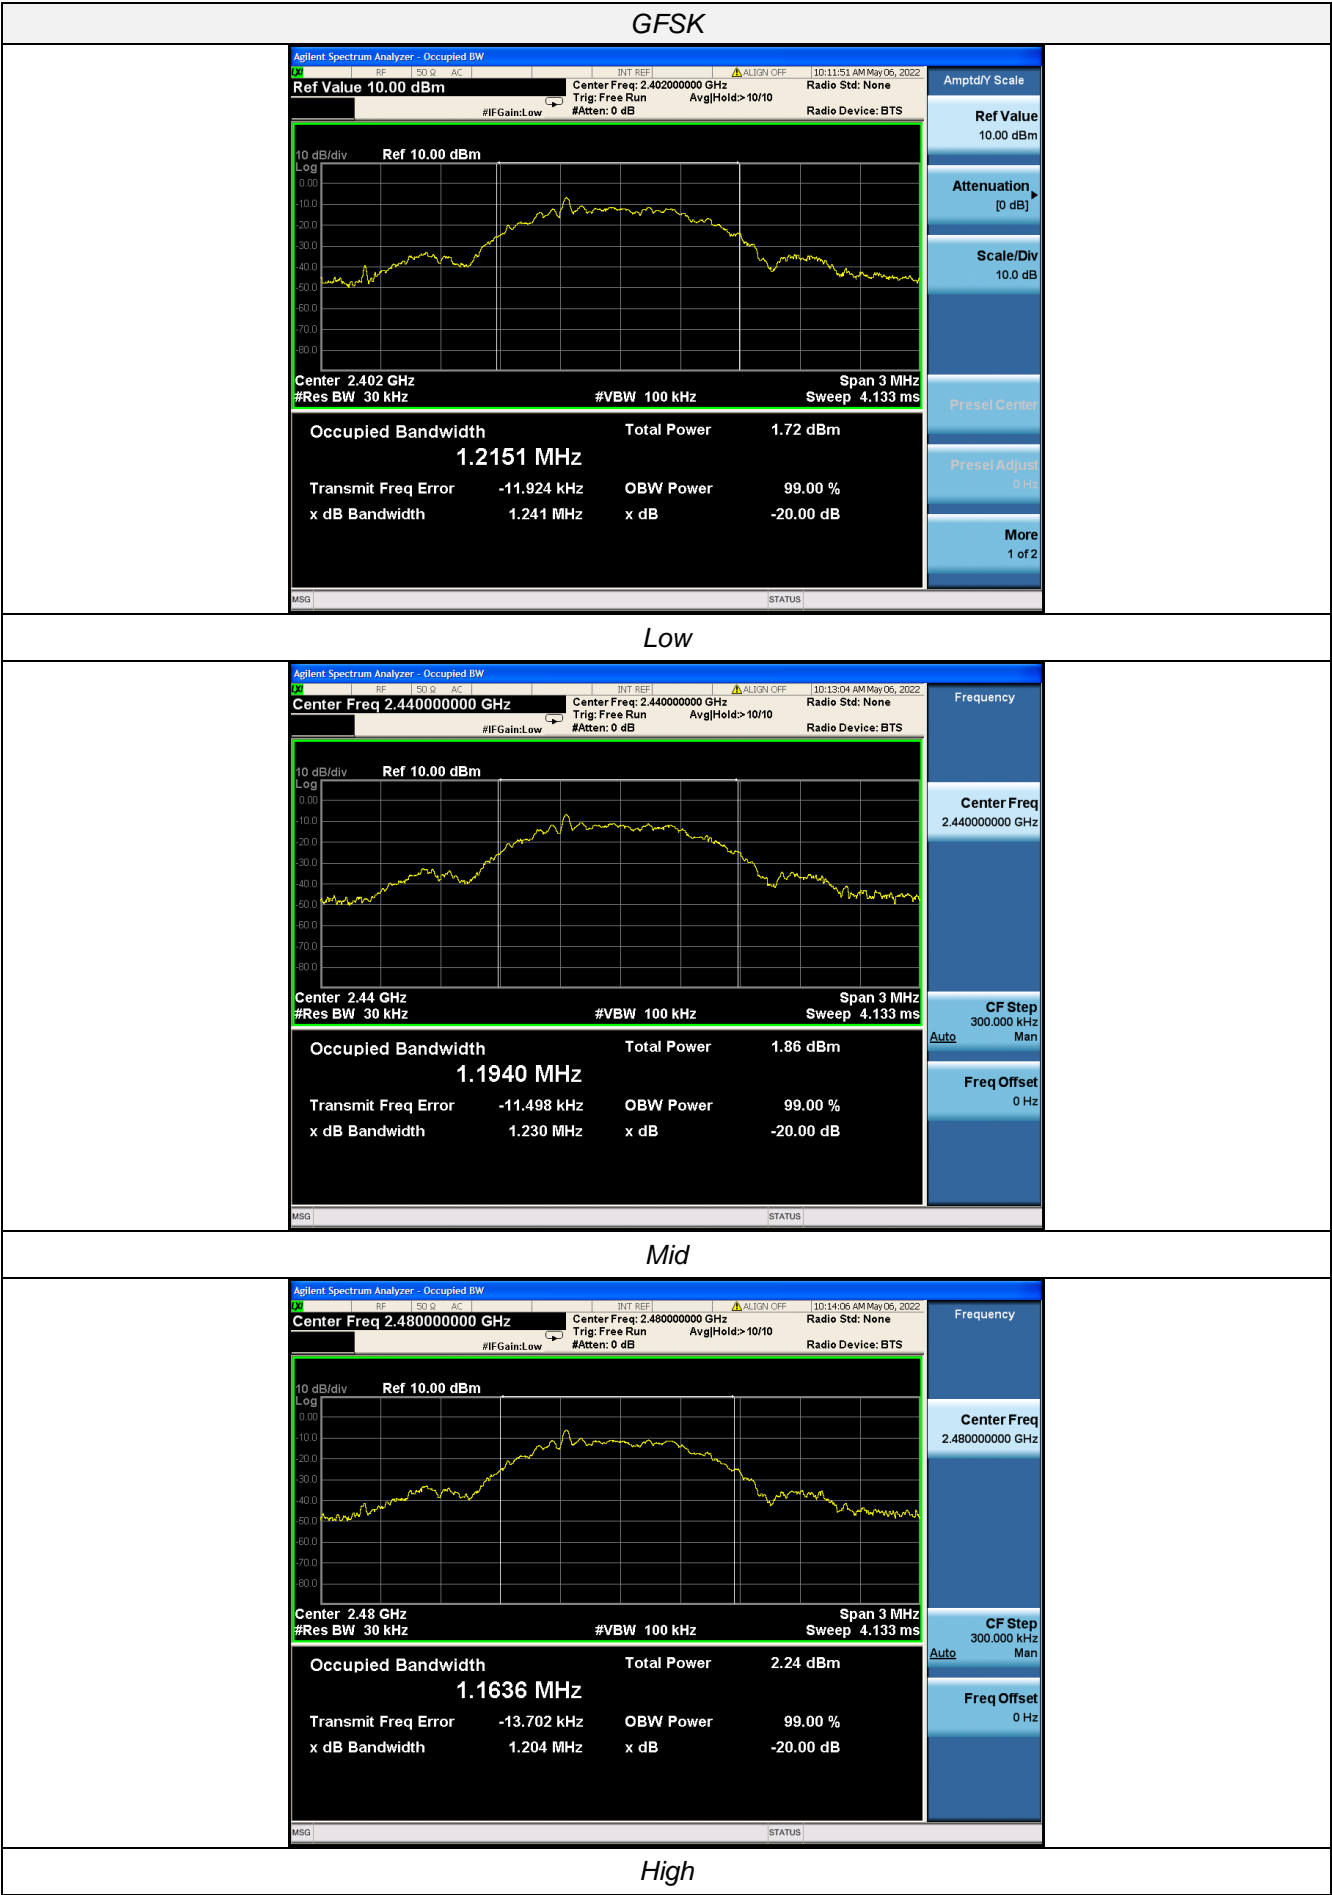 GFSK
Agilent Spectrum Analyzer - Occupied BW
LXI RF 50 Ω AC INT REF ALIGN OFF 10:11:51 AM May 06, 2022
Ref Value 10.00 dBm
Center Freq: 2.402000000 GHz Radio Std: None
Trig: Free Run Avg|Hold:> 10/10
#IFGain:Low #Atten: 0 dB Radio Device: BTS
10 dB/div Ref 10.00 dBm
Log
0.00
-10.0
-20.0
-30.0
-40.0
-50.0
-60.0
-70.0
-80.0
Center 2.402 GHz Span 3 MHz
#Res BW 30 kHz #VBW 100 kHz Sweep 4.133 ms
Occupied Bandwidth Total Power 1.72 dBm
1.2151 MHz
Transmit Freq Error -11.924 kHz OBW Power 99.00 %
x dB Bandwidth 1.241 MHz x dB -20.00 dB
MSG STATUS
Amptd/Y Scale
Ref Value
10.00 dBm
Attenuation
[0 dB]
Scale/Div
10.0 dB
Presel Center
Presel Adjust
0 Hz
More
1 of 2
Low
Agilent Spectrum Analyzer - Occupied BW
LXI RF 50 Ω AC INT REF ALIGN OFF 10:13:04 AM May 06, 2022
Center Freq 2.440000000 GHz
Center Freq: 2.440000000 GHz Radio Std: None
Trig: Free Run Avg|Hold:> 10/10
#IFGain:Low #Atten: 0 dB Radio Device: BTS
10 dB/div Ref 10.00 dBm
Log
0.00
-10.0
-20.0
-30.0
-40.0
-50.0
-60.0
-70.0
-80.0
Center 2.44 GHz Span 3 MHz
#Res BW 30 kHz #VBW 100 kHz Sweep 4.133 ms
Occupied Bandwidth Total Power 1.86 dBm
1.1940 MHz
Transmit Freq Error -11.498 kHz OBW Power 99.00 %
x dB Bandwidth 1.230 MHz x dB -20.00 dB
MSG STATUS
Frequency
Center Freq
2.440000000 GHz
CF Step
300.000 kHz
Auto Man
Freq Offset
0 Hz
Mid
Agilent Spectrum Analyzer - Occupied BW
LXI RF 50 Ω AC INT REF ALIGN OFF 10:14:06 AM May 06, 2022
Center Freq 2.480000000 GHz
Center Freq: 2.480000000 GHz Radio Std: None
Trig: Free Run Avg|Hold:> 10/10
#IFGain:Low #Atten: 0 dB Radio Device: BTS
10 dB/div Ref 10.00 dBm
Log
0.00
-10.0
-20.0
-30.0
-40.0
-50.0
-60.0
-70.0
-80.0
Center 2.48 GHz Span 3 MHz
#Res BW 30 kHz #VBW 100 kHz Sweep 4.133 ms
Occupied Bandwidth Total Power 2.24 dBm
1.1636 MHz
Transmit Freq Error -13.702 kHz OBW Power 99.00 %
x dB Bandwidth 1.204 MHz x dB -20.00 dB
MSG STATUS
Frequency
Center Freq
2.480000000 GHz
CF Step
300.000 kHz
Auto Man
Freq Offset
0 Hz
High